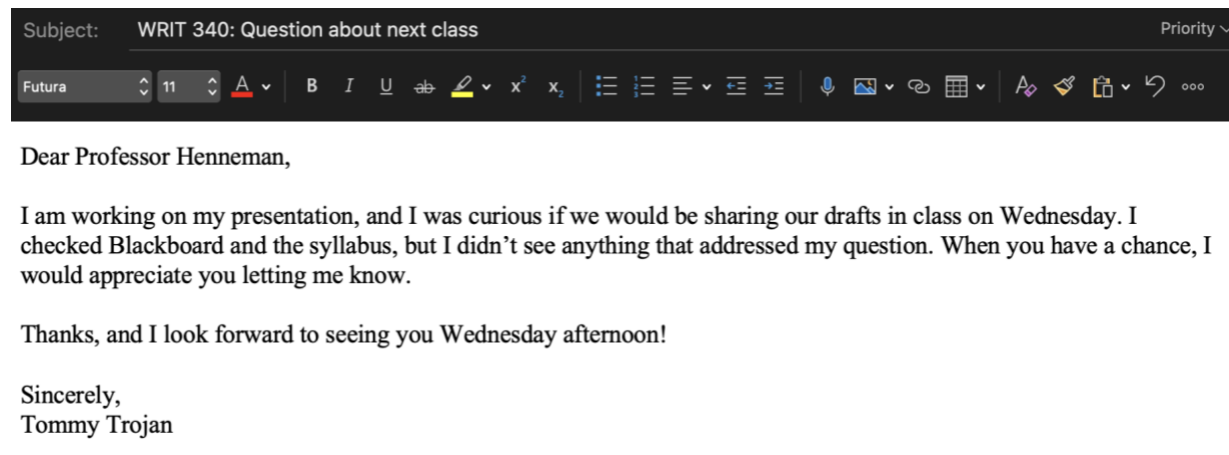 Subject: WRIT 340: Question about next class Priority
Futura 11 A B I U ab x² x₂ A
Dear Professor Henneman,
I am working on my presentation, and I was curious if we would be sharing our drafts in class on Wednesday. I
checked Blackboard and the syllabus, but I didn’t see anything that addressed my question. When you have a chance, I
would appreciate you letting me know.
Thanks, and I look forward to seeing you Wednesday afternoon!
Sincerely,
Tommy Trojan